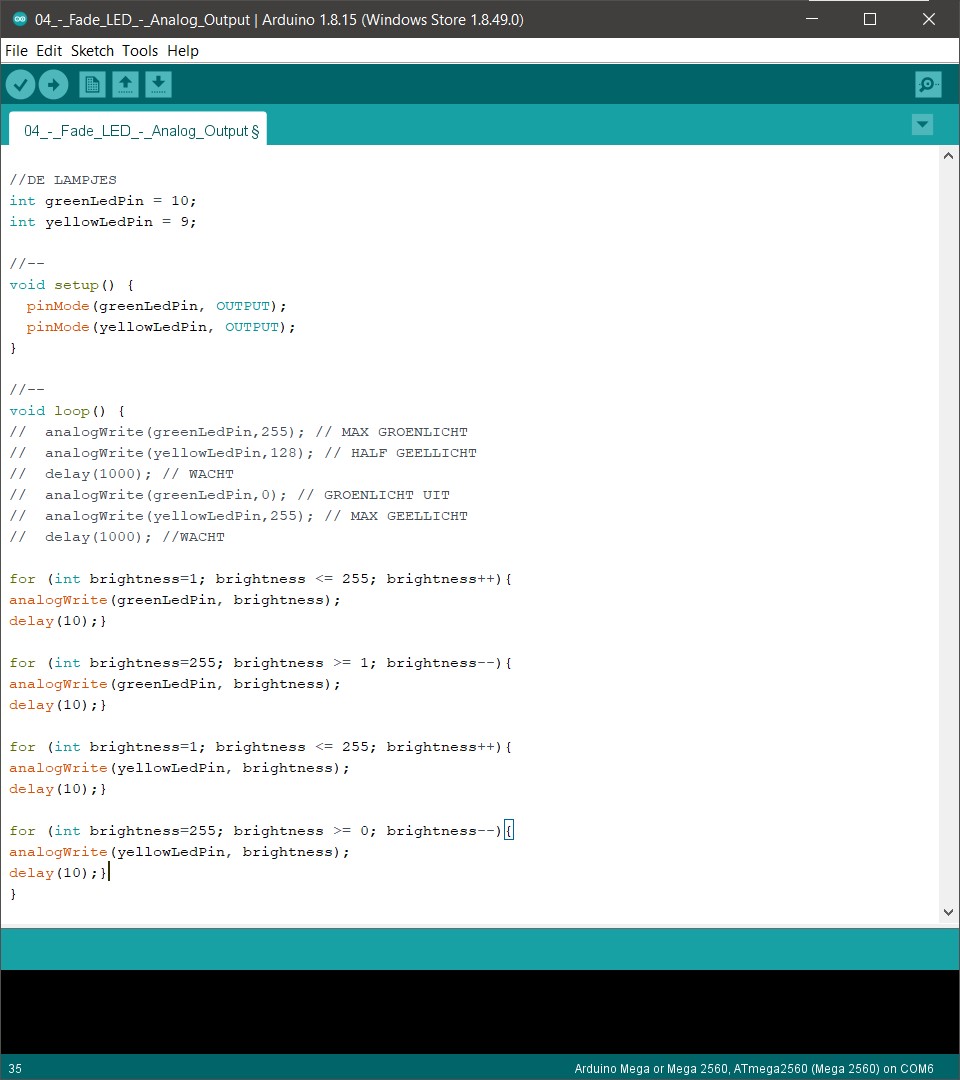 04_-_Fade_LED_-_Analog_Output | Arduino 1.8.15 (Windows Store 1.8.49.0)
File Edit Sketch Tools Help
04_-_Fade_LED_-_Analog_Output §
//DE LAMPJES
int greenLedPin = 10;
int yellowLedPin = 9;
//--
void setup() {
  pinMode(greenLedPin, OUTPUT);
  pinMode(yellowLedPin, OUTPUT);
}
//--
void loop() {
//  analogWrite(greenLedPin,255); // MAX GROENLICHT
//  analogWrite(yellowLedPin,128); // HALF GEELLICHT
//  delay(1000); // WACHT
//  analogWrite(greenLedPin,0); // GROENLICHT UIT
//  analogWrite(yellowLedPin,255); // MAX GEELLICHT
//  delay(1000); //WACHT
for (int brightness=1; brightness <= 255; brightness++){
analogWrite(greenLedPin, brightness);
delay(10);}
for (int brightness=255; brightness >= 1; brightness--){
analogWrite(greenLedPin, brightness);
delay(10);}
for (int brightness=1; brightness <= 255; brightness++){
analogWrite(yellowLedPin, brightness);
delay(10);}
for (int brightness=255; brightness >= 0; brightness--){
analogWrite(yellowLedPin, brightness);
delay(10);}
}
35 Arduino Mega or Mega 2560, ATmega2560 (Mega 2560) on COM6